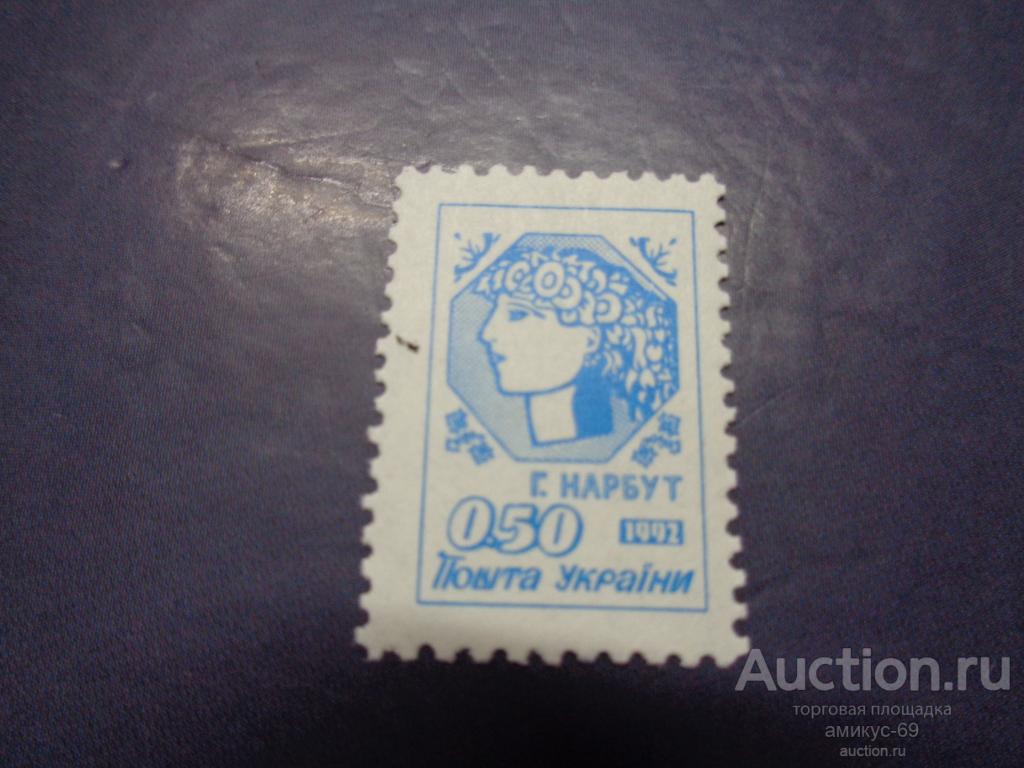 Г. НАРБУТ
0.50 1992
Пошта України
Auction.ru
торговая площадка
амикус-69
auction.ru